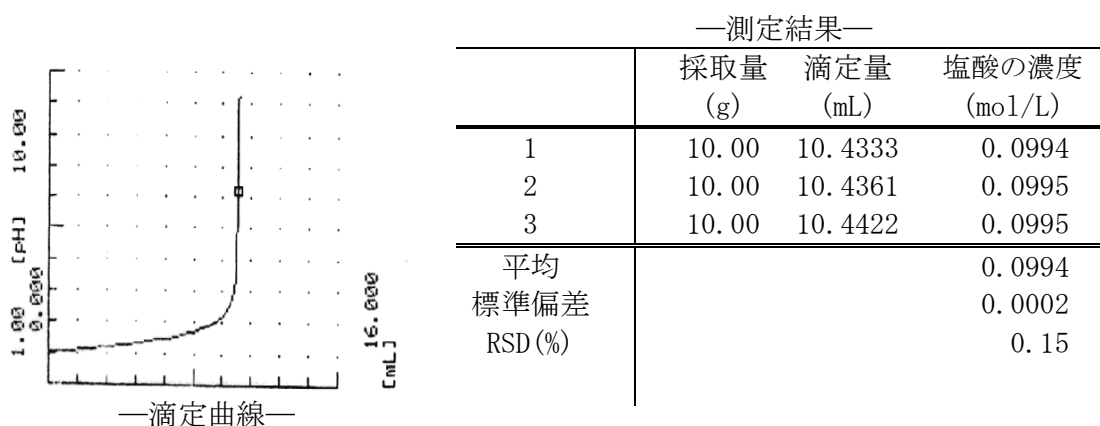 ―測定結果―
採取量 滴定量 塩酸の濃度
(g) (mL) (mol/L)
1 10.00 10.4333 0.0994
2 10.00 10.4361 0.0995
3 10.00 10.4422 0.0995
平均 0.0994
標準偏差 0.0002
RSD(%) 0.15
1.00 [pH] 10.00
0.000
16.000
[mL]
―滴定曲線―